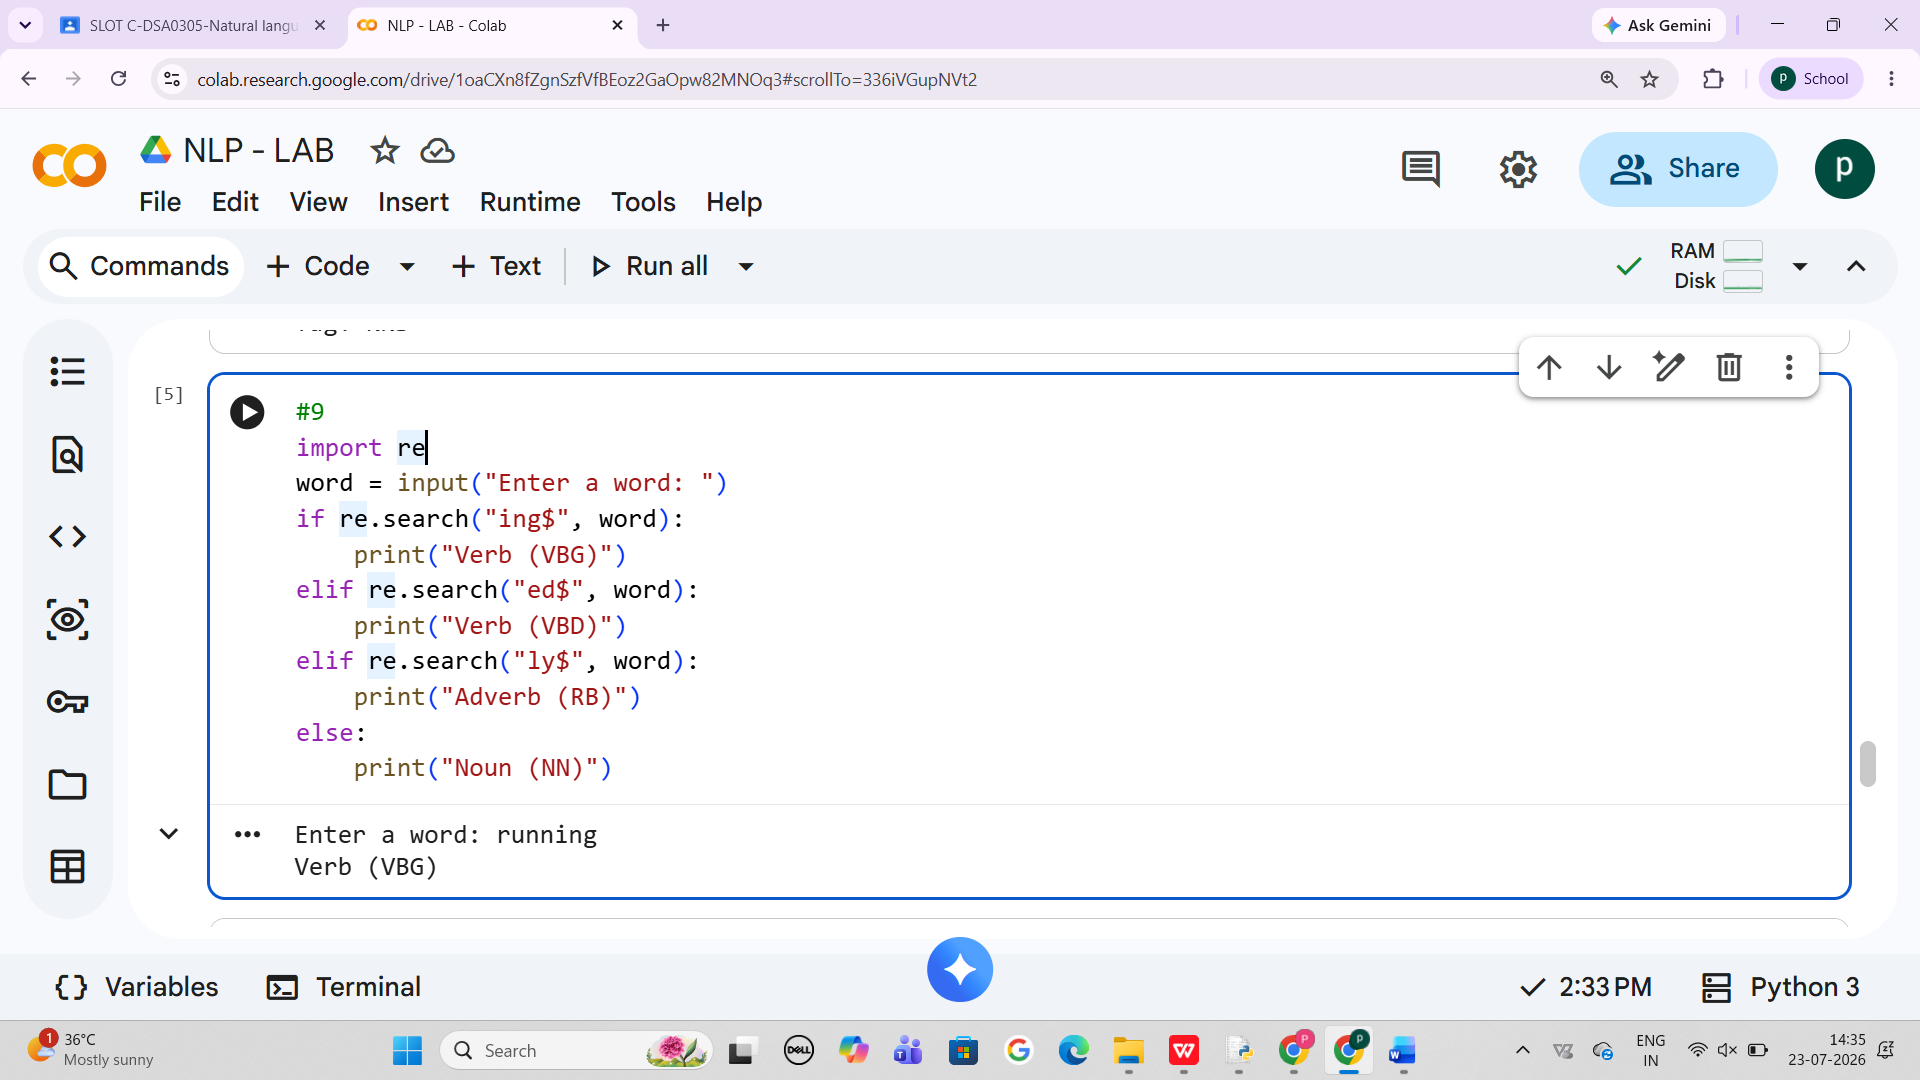 SLOT C-DSA0305-Natural langu
NLP - LAB - Colab
Ask Gemini
colab.research.google.com/drive/1oaCXn8fZgnSzfVfBEoz2GaOpw82MNOq3#scrollTo=336iVGupNVt2
P School
NLP - LAB
File Edit View Insert Runtime Tools Help
Share
p
Commands + Code + Text Run all
RAM
Disk
[5]
#9
import re
word = input("Enter a word: ")
if re.search("ing$", word):
print("Verb (VBG)")
elif re.search("ed$", word):
print("Verb (VBD)")
elif re.search("ly$", word):
print("Adverb (RB)")
else:
print("Noun (NN)")
Enter a word: running
Verb (VBG)
{} Variables Terminal
2:33 PM Python 3
1
36°C
Mostly sunny
Search
DELL
ENG
IN
14:35
23-07-2026